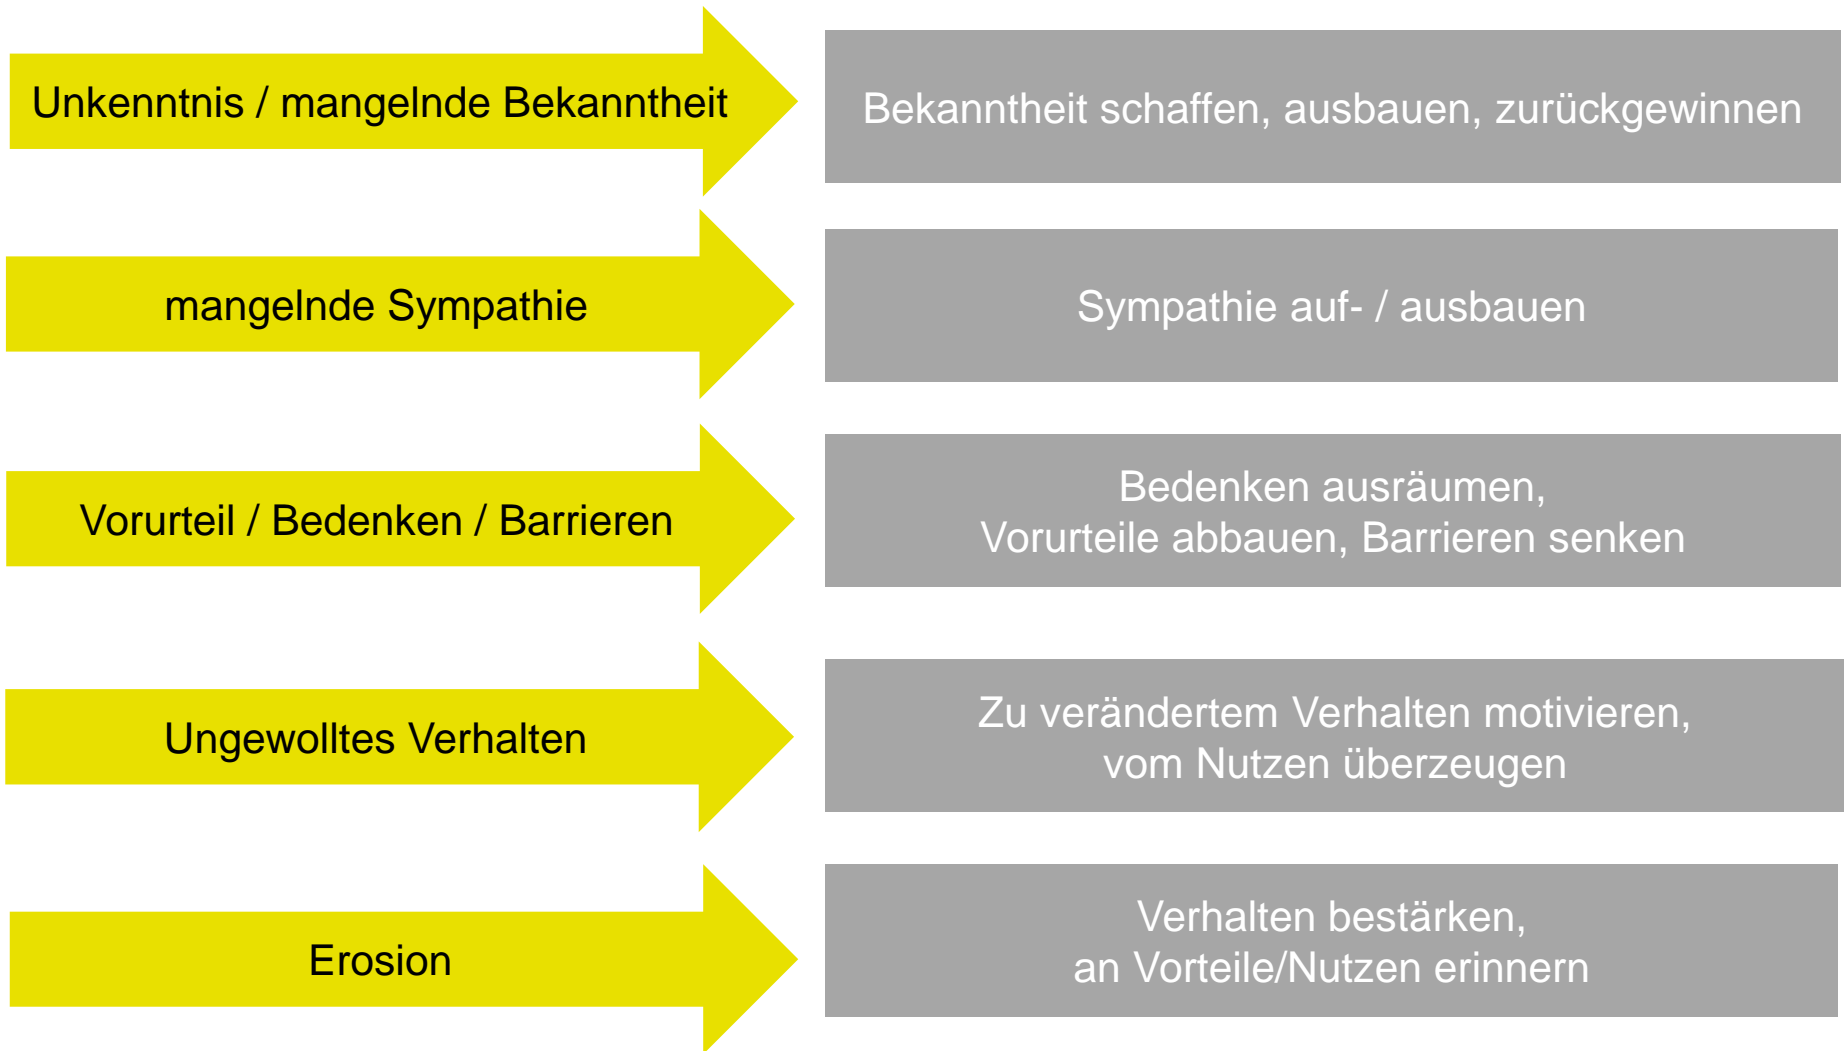 Unkenntnis / mangelnde Bekanntheit
Bekanntheit schaffen, ausbauen, zurückgewinnen
mangelnde Sympathie
Sympathie auf- / ausbauen
Vorurteil / Bedenken / Barrieren
Bedenken ausräumen,
Vorurteile abbauen, Barrieren senken
Ungewolltes Verhalten
Zu verändertem Verhalten motivieren,
vom Nutzen überzeugen
Erosion
Verhalten bestärken,
an Vorteile/Nutzen erinnern